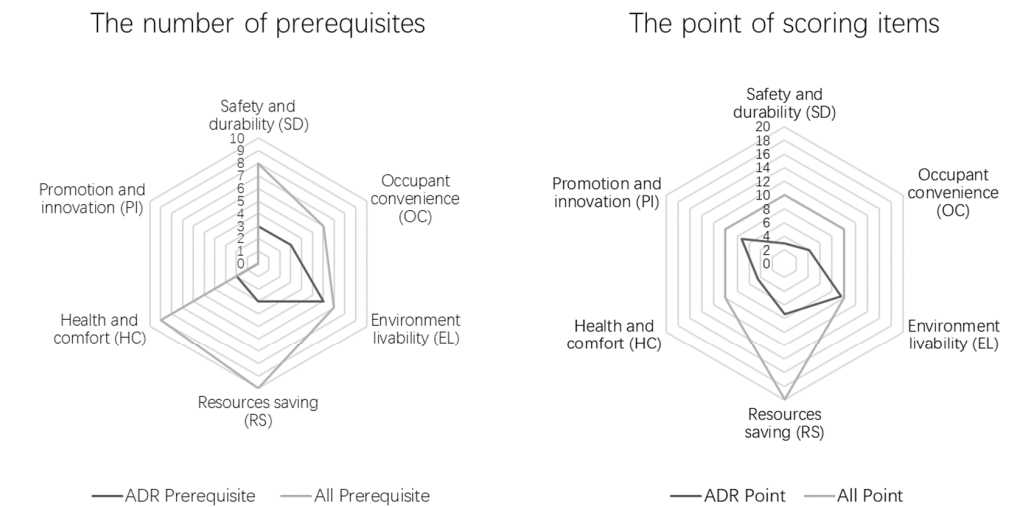 The number of prerequisites
Safety and
durability (SD)
10
9
8
7
6
5
4
3
2
1
0
Occupant
convenience
(OC)
Promotion and
innovation (PI)
Health and
comfort (HC)
Environment
livability (EL)
Resources saving
(RS)
ADR Prerequisite
All Prerequisite
The point of scoring items
Safety and
durability (SD)
20
18
16
14
12
10
8
6
4
2
0
Occupant
convenience
(OC)
Promotion and
innovation (PI)
Health and
comfort (HC)
Environment
livability (EL)
Resources
saving (RS)
ADR Point
All Point